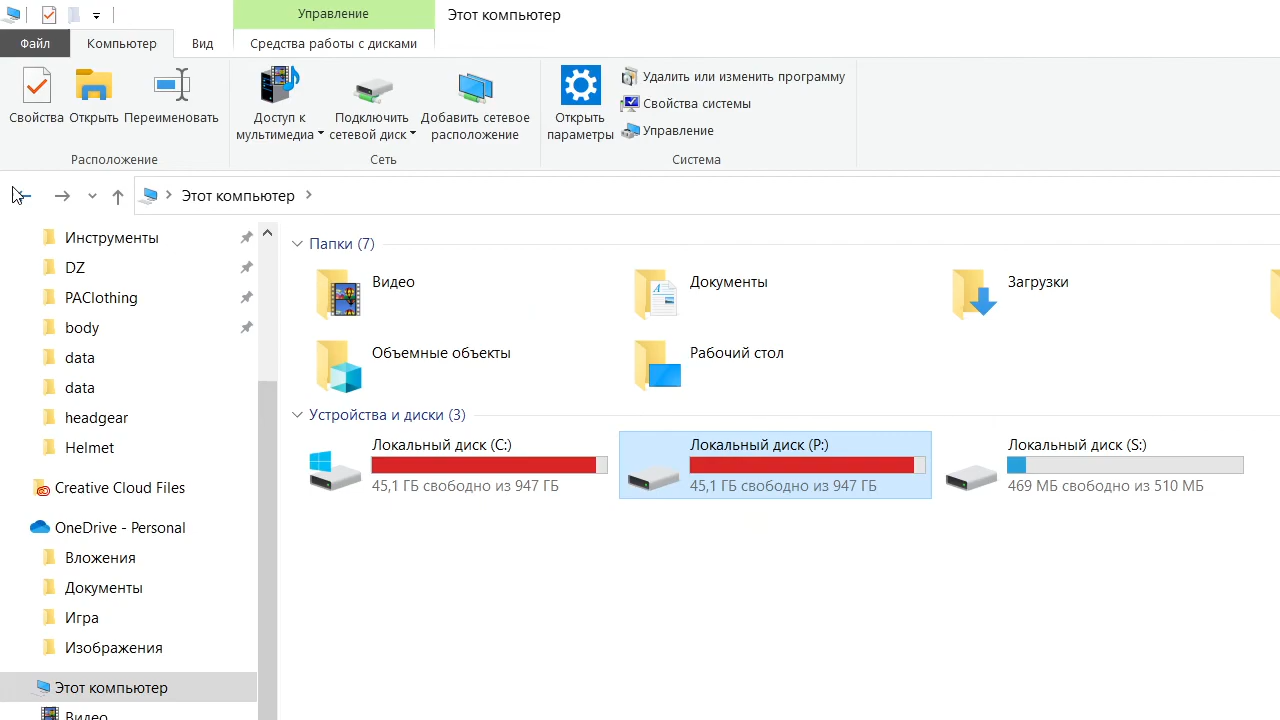 Управление
Этот компьютер
Файл
Компьютер
Вид
Средства работы с дисками
Свойства
Открыть
Переименовать
Расположение
Доступ к
мультимедиа
Подключить
сетевой диск
Добавить сетевое
расположение
Сеть
Открыть
параметры
Удалить или изменить программу
Свойства системы
Управление
Система
Этот компьютер
Инструменты
DZ
PAClothing
body
data
data
headgear
Helmet
Creative Cloud Files
OneDrive - Personal
Вложения
Документы
Игра
Изображения
Этот компьютер
Видео
Папки (7)
Видео
Документы
Загрузки
Объемные объекты
Рабочий стол
Устройства и диски (3)
Локальный диск (C:)
45,1 ГБ свободно из 947 ГБ
Локальный диск (P:)
45,1 ГБ свободно из 947 ГБ
Локальный диск (S:)
469 МБ свободно из 510 МБ